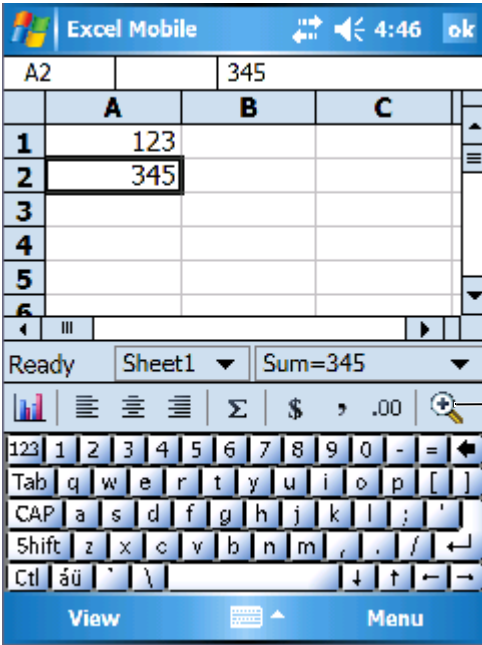 Excel Mobile 4:46 ok
A2 345
A B C
1 123
2 345
3
4
5
6
Ready Sheet1 Sum=345
Σ $ , .00
123 1 2 3 4 5 6 7 8 9 0 - =
Tab q w e r t y u i o p [ ]
CAP a s d f g h j k l ; '
Shift z x c v b n m , . /
Ctl áü ` \
View Menu